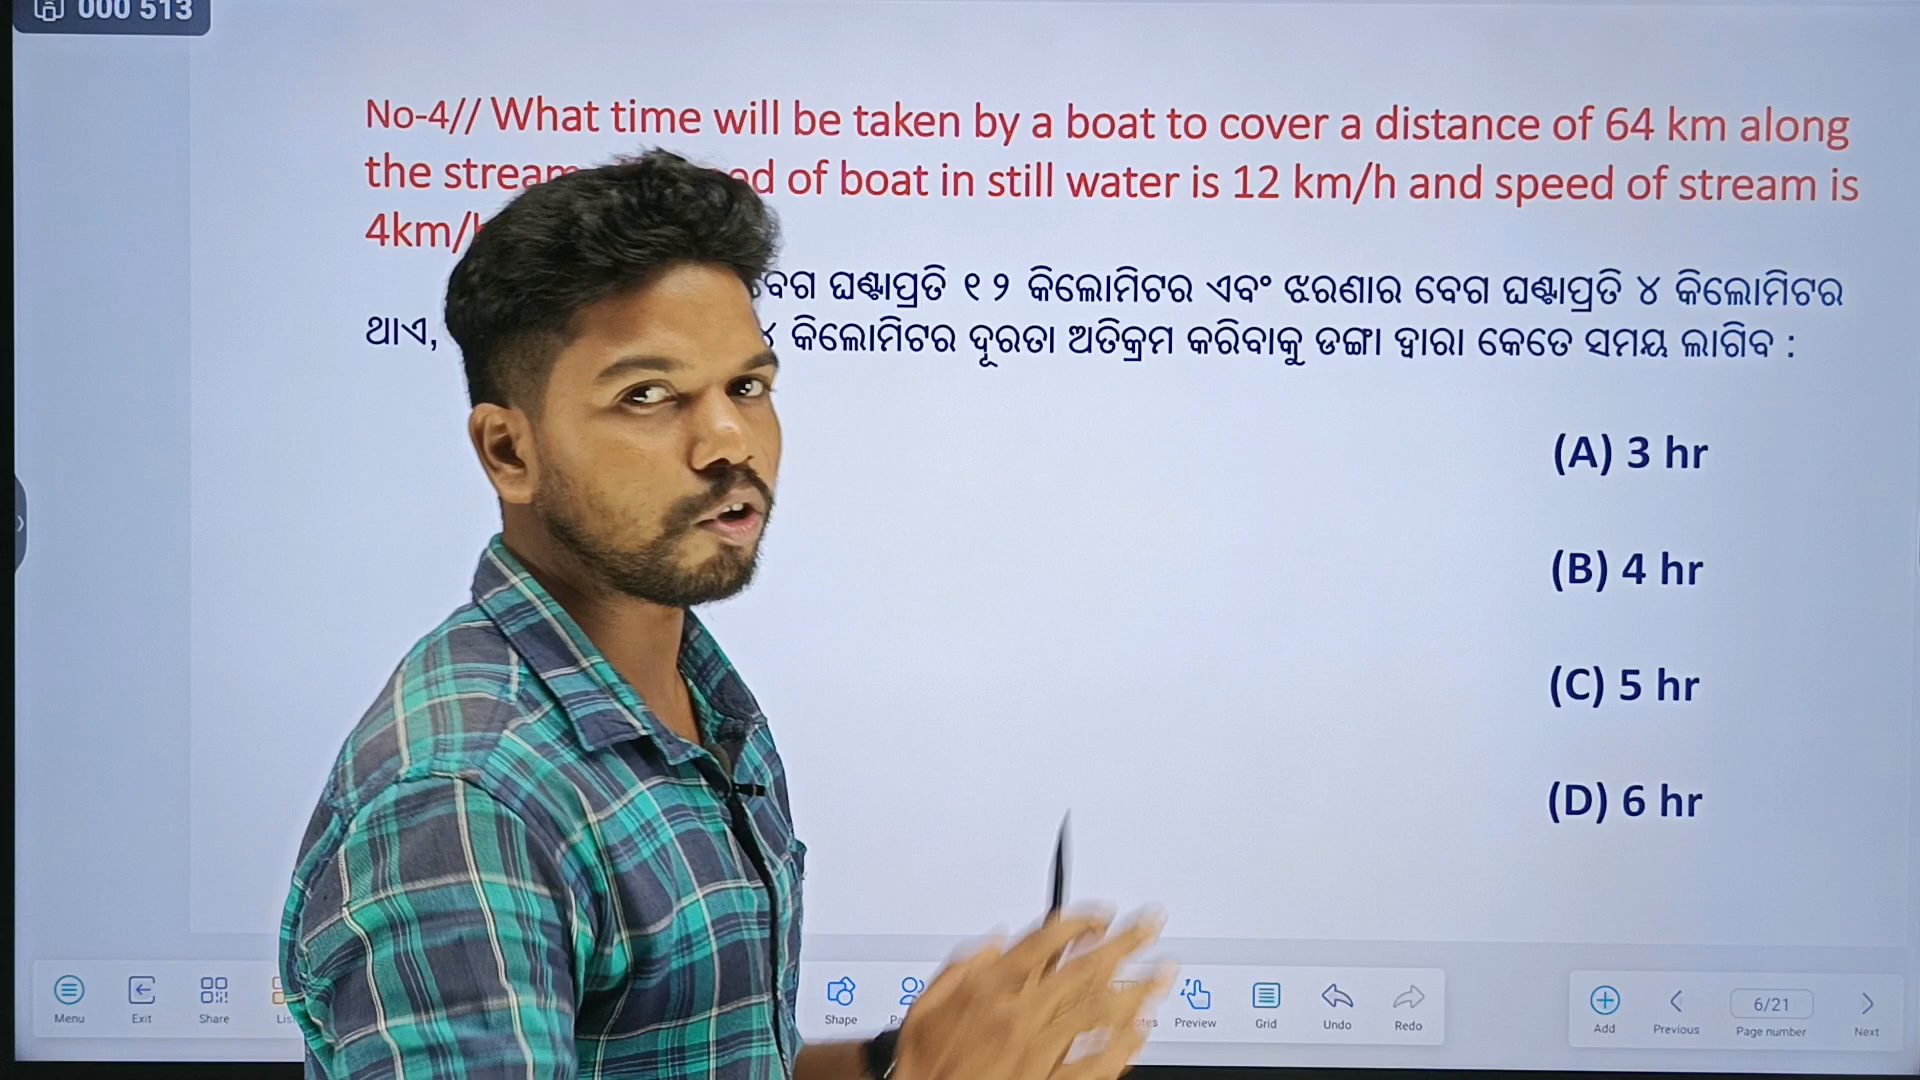 000 513
No-4// What time will be taken by a boat to cover a distance of 64 km along
the of boat in still water is 12 km/h and speed of stream is
ବେଗ ଘଣ୍ଟାପ୍ରତି ୧୨ କିଲୋମିଟର ଏବଂ ଝରଣାର ବେଗ ଘଣ୍ଟାପ୍ରତି ୪ କିଲୋମିଟର
ଥାଏ, କିଲୋମିଟର ଦୂରତା ଅତିକ୍ରମ କରିବାକୁ ଡଙ୍ଗା ଦ୍ୱାରା କେତେ ସମୟ ଲାଗିବ :
(A) 3 hr
(B) 4 hr
(C) 5 hr
(D) 6 hr
Menu Exit Share Shape Preview Grid Undo Redo Add Previous 6/21 Page number Next